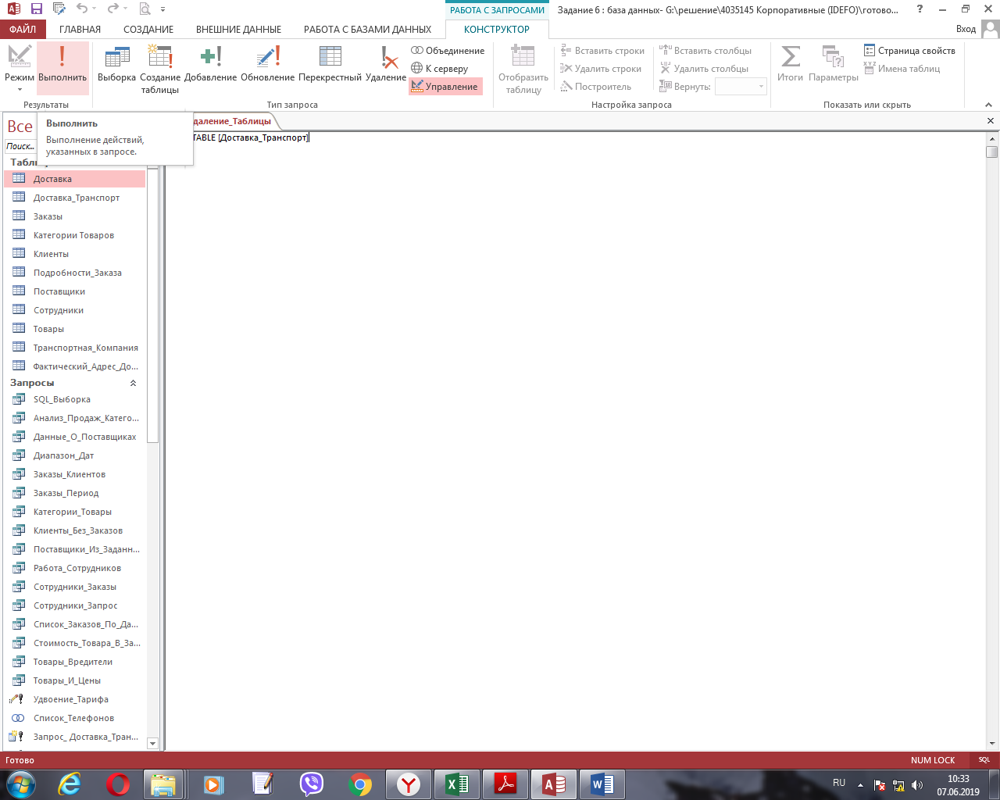 РАБОТА С ЗАПРОСАМИ
Задание 6 : база данных- G:\решение\4035145 Корпоративные (IDEFO)\готово...
ФАЙЛ ГЛАВНАЯ СОЗДАНИЕ ВНЕШНИЕ ДАННЫЕ РАБОТА С БАЗАМИ ДАННЫХ КОНСТРУКТОР Вход
Режим Выполнить
Результаты
Выборка Создание таблицы Добавление Обновление Перекрестный Удаление
Объединение
К серверу
Управление
Тип запроса
Отобразить таблицу
Вставить строки
Удалить строки
Построитель
Вставить столбцы
Удалить столбцы
Вернуть:
Настройка запроса
Итоги Параметры
Страница свойств
Имена таблиц
Показать или скрыть
Все
Поиск...
Выполнить
Выполнение действий,
указанных в запросе.
даление_Таблицы
TABLE [Доставка_Транспорт]
Доставка
Доставка_Транспорт
Заказы
Категории Товаров
Клиенты
Подробности_Заказа
Поставщики
Сотрудники
Товары
Транспортная_Компания
Фактический_Адрес_До...
Запросы
SQL_Выборка
Анализ_Продаж_Катего...
Данные_О_Поставщиках
Диапазон_Дат
Заказы_Клиентов
Заказы_Период
Категории_Товары
Клиенты_Без_Заказов
Поставщики_Из_Заданн...
Работа_Сотрудников
Сотрудники_Заказы
Сотрудники_Запрос
Список_Заказов_По_Да...
Стоимость_Товара_В_За...
Товары_Вредители
Товары_И_Цены
Удвоение_Тарифа
Список_Телефонов
Запрос_ Доставка_Тран...
Готово NUM LOCK SQL
RU
10:33
07.06.2019